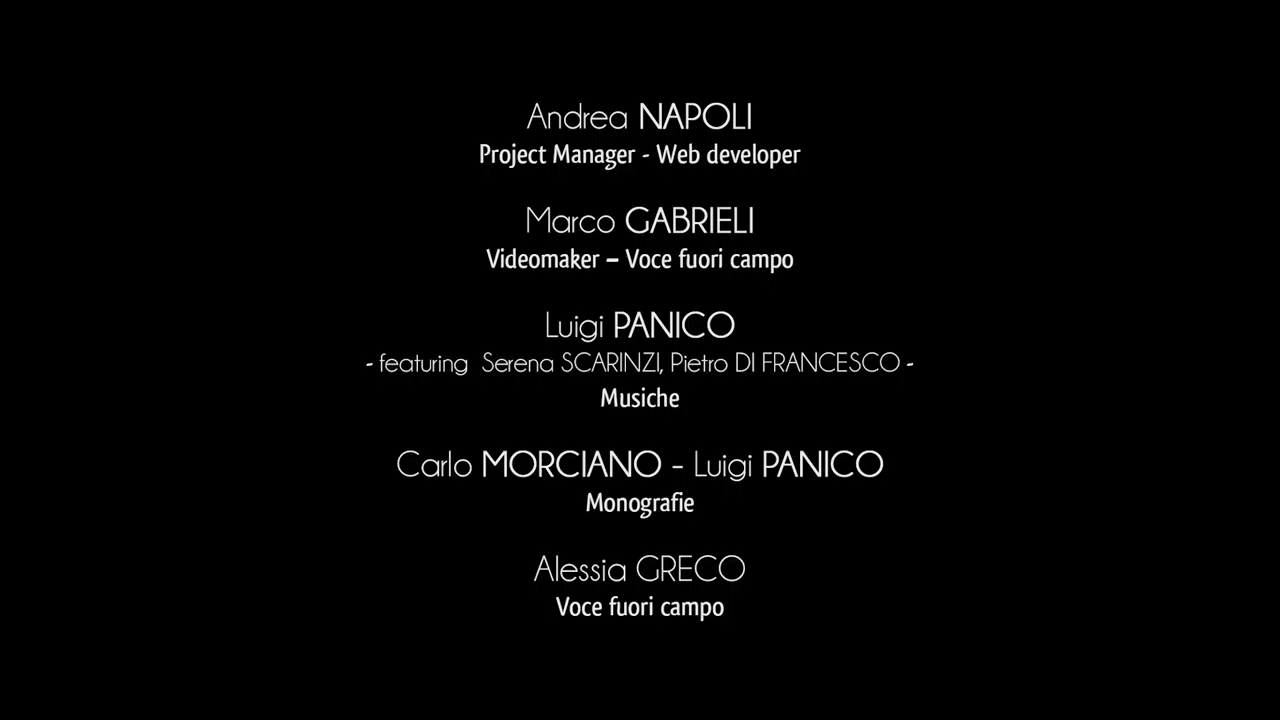 Andrea NAPOLI
Project Manager - Web developer
Marco GABRIELI
Videomaker – Voce fuori campo
Luigi PANICO
- featuring Serena SCARINZI, Pietro DI FRANCESCO -
Musiche
Carlo MORCIANO - Luigi PANICO
Monografie
Alessia GRECO
Voce fuori campo